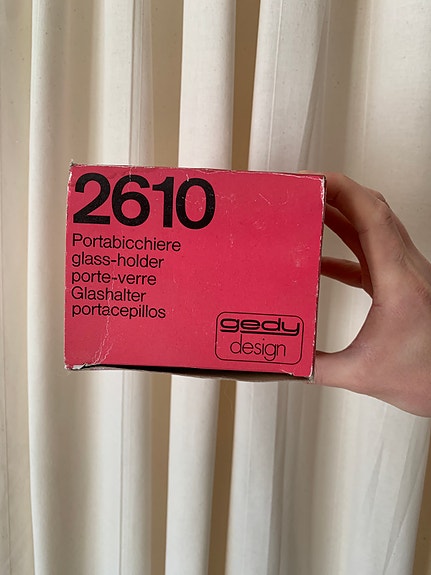 2610
Portabicchiere
glass-holder
porte-verre
Glashalter
portacepillos
gedy
design